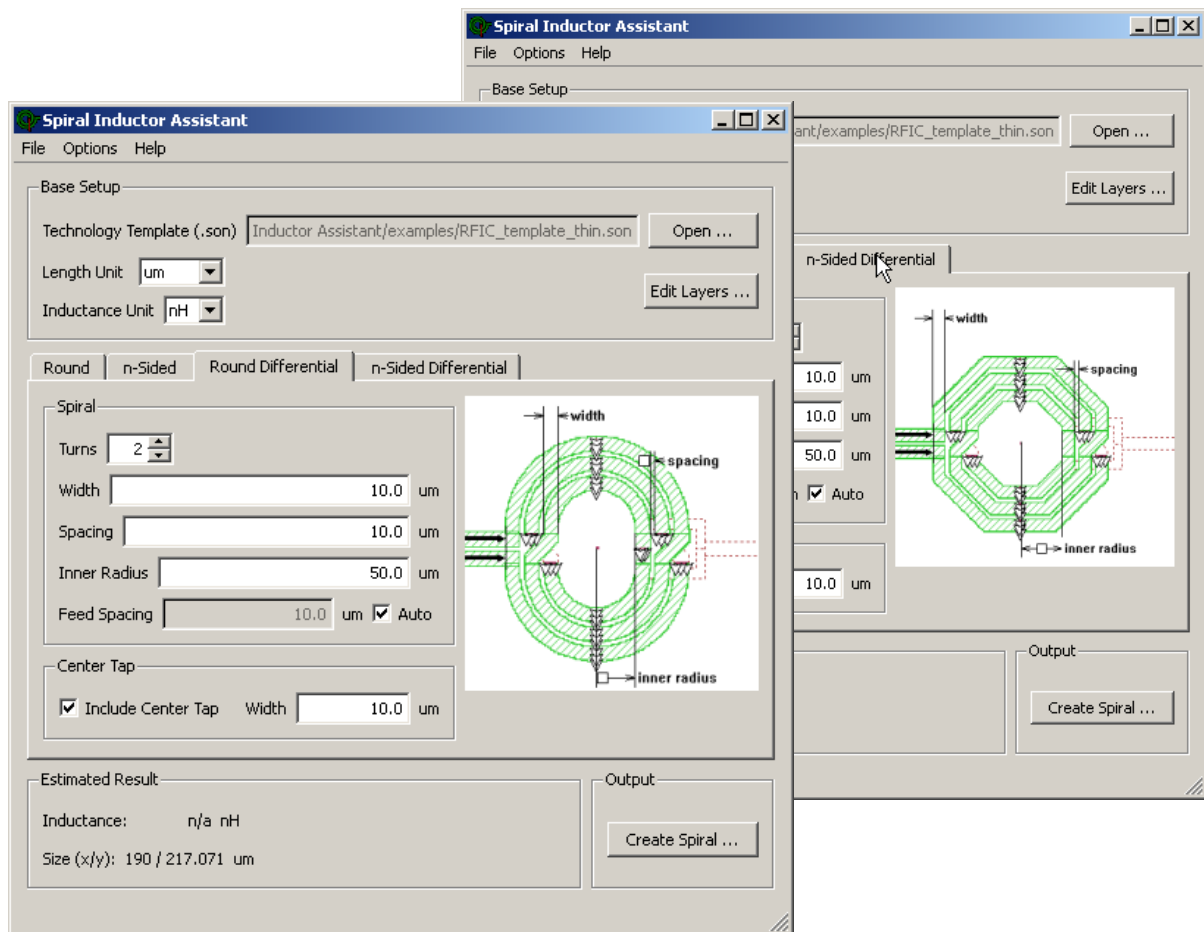 Spiral Inductor Assistant
File Options Help
Base Setup
ant/examples/RFIC_template_thin.son Open ...
Edit Layers ...
n-Sided Differential
10.0 um
10.0 um
50.0 um
Auto
10.0 um
width
spacing
inner radius
Output
Create Spiral ...
Spiral Inductor Assistant
File Options Help
Base Setup
Technology Template (.son) Inductor Assistant/examples/RFIC_template_thin.son Open ...
Length Unit um
Edit Layers ...
Inductance Unit nH
Round n-Sided Round Differential n-Sided Differential
Spiral
Turns 2
Width 10.0 um
Spacing 10.0 um
Inner Radius 50.0 um
Feed Spacing 10.0 um Auto
Center Tap
Include Center Tap Width 10.0 um
width
spacing
inner radius
Estimated Result
Inductance: n/a nH
Size (x/y): 190 / 217.071 um
Output
Create Spiral ...